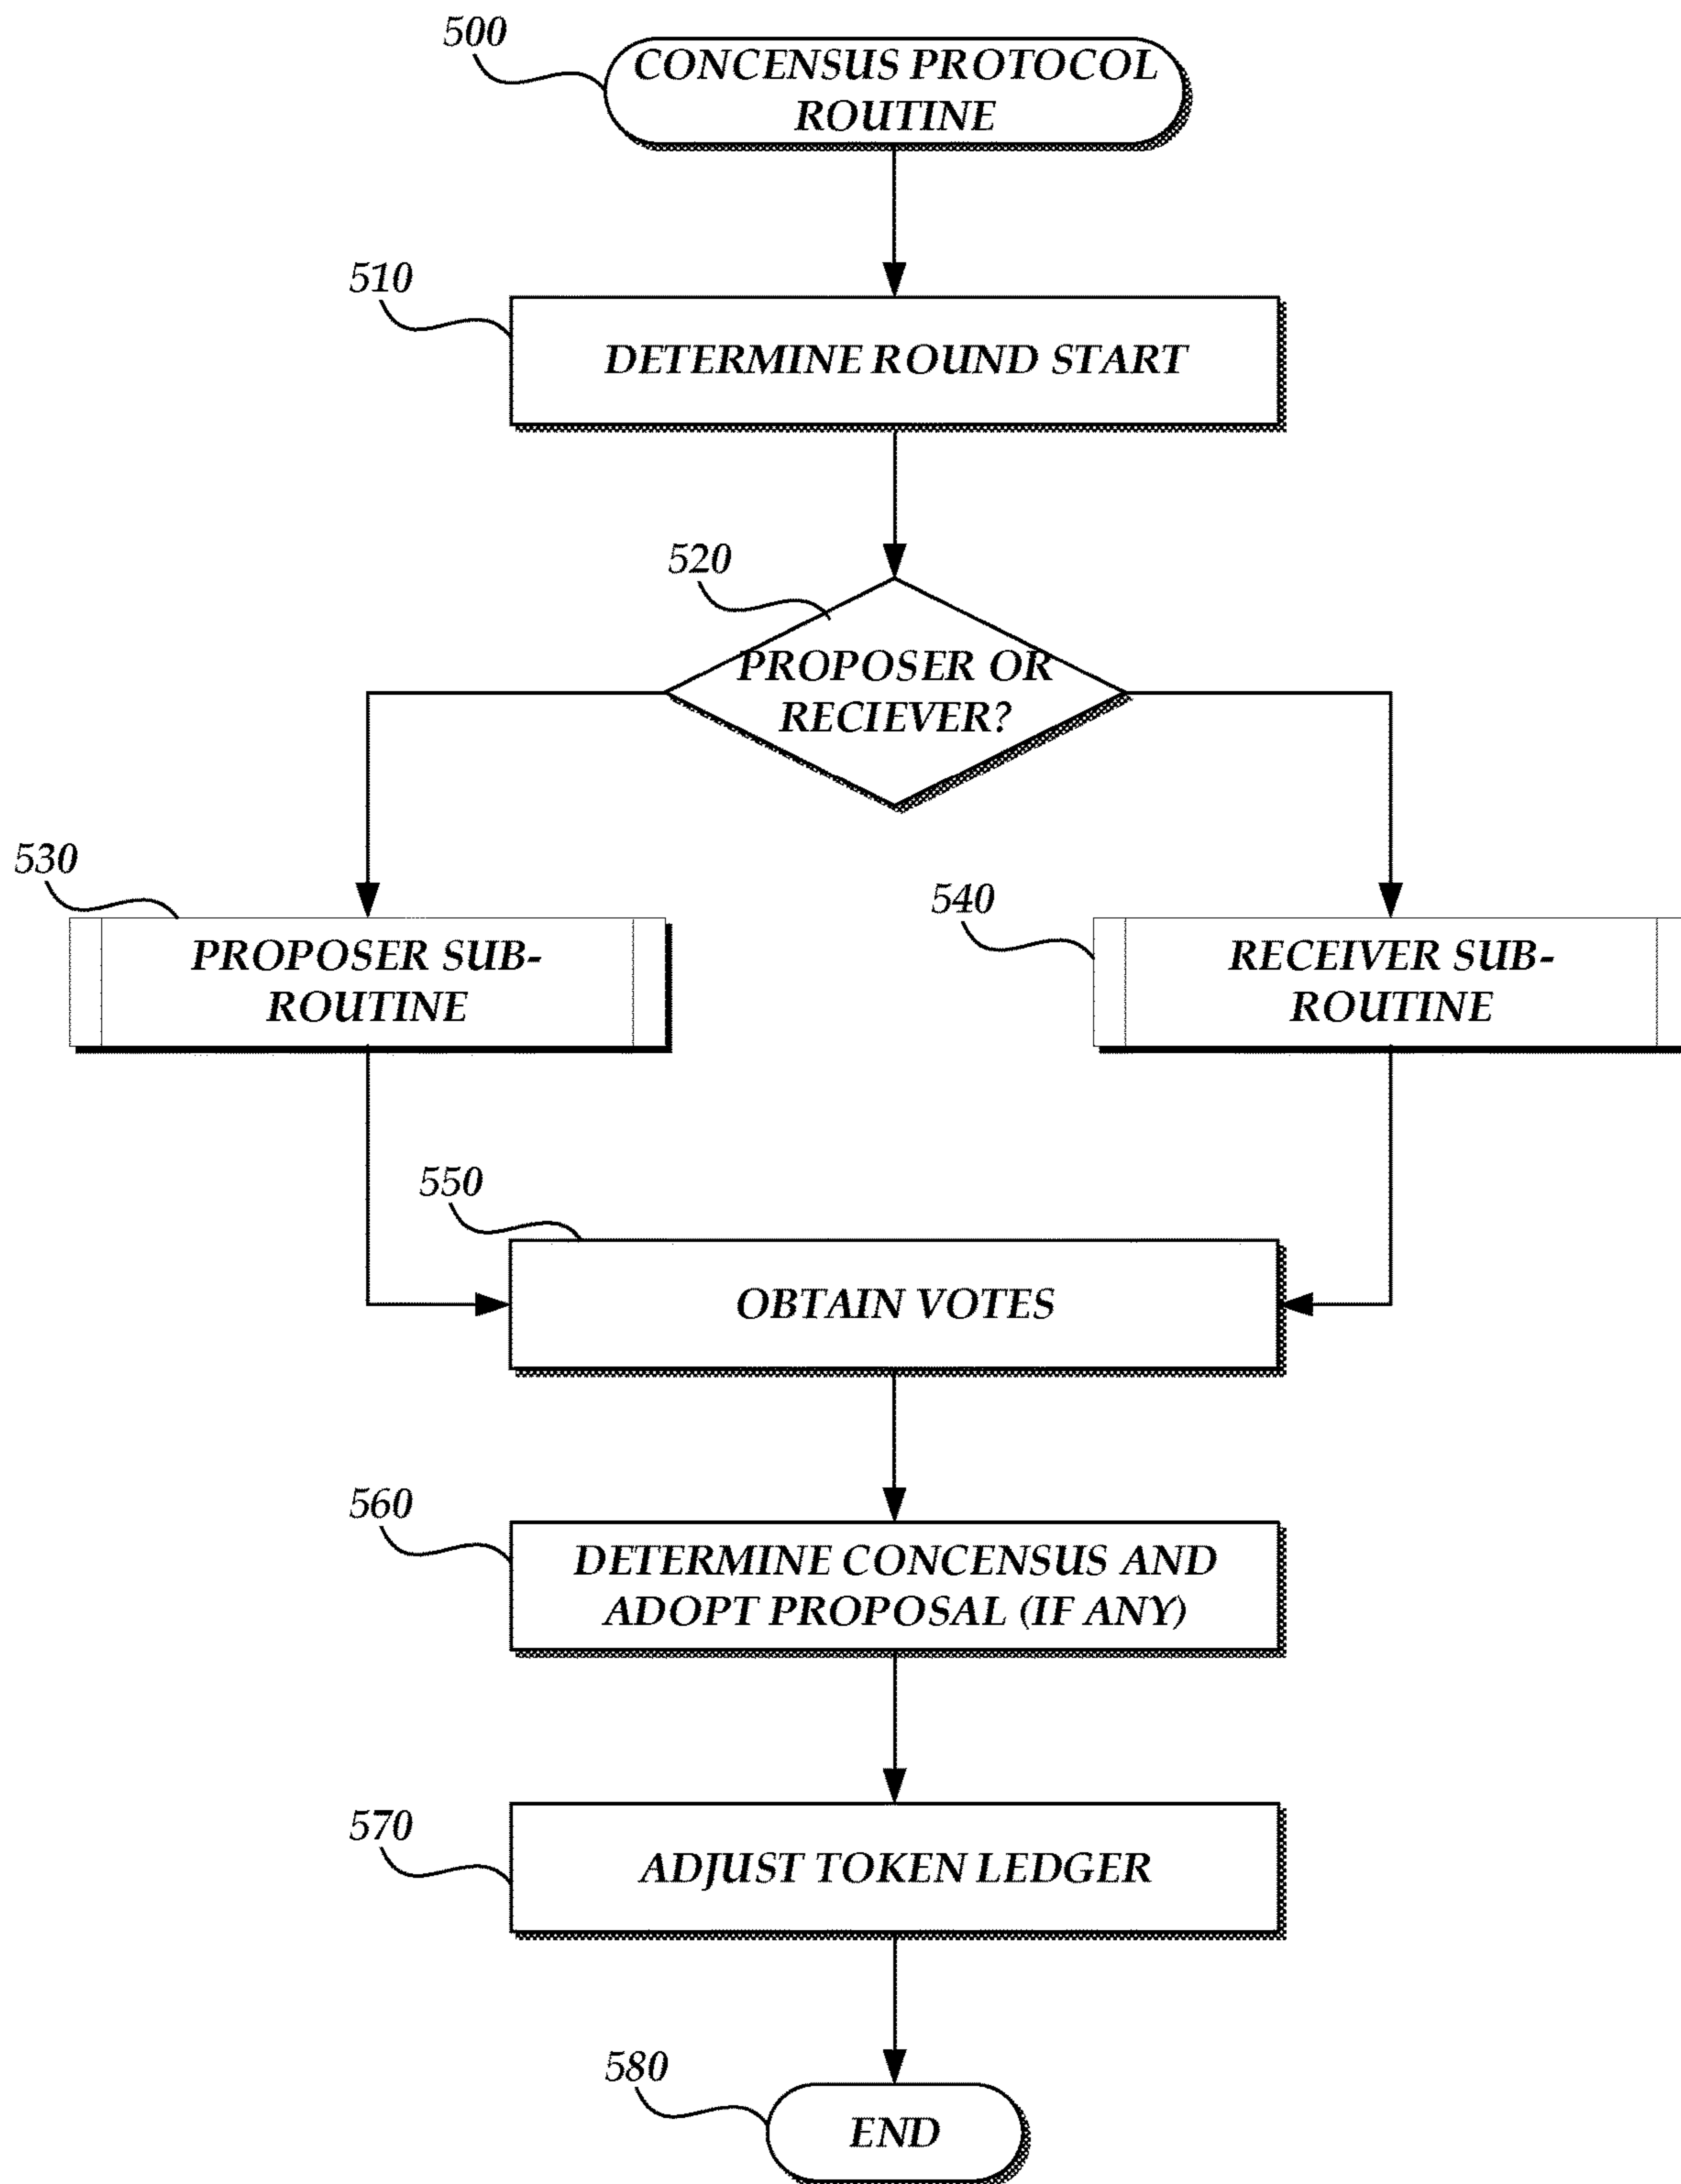 500
CONCENSUS PROTOCOL
ROUTINE
510
DETERMINE ROUND START
520
PROPOSER OR
RECIEVER?
530
PROPOSER SUB-
ROUTINE
540
RECEIVER SUB-
ROUTINE
550
OBTAIN VOTES
560
DETERMINE CONCENSUS AND
ADOPT PROPOSAL (IF ANY)
570
ADJUST TOKEN LEDGER
580
END